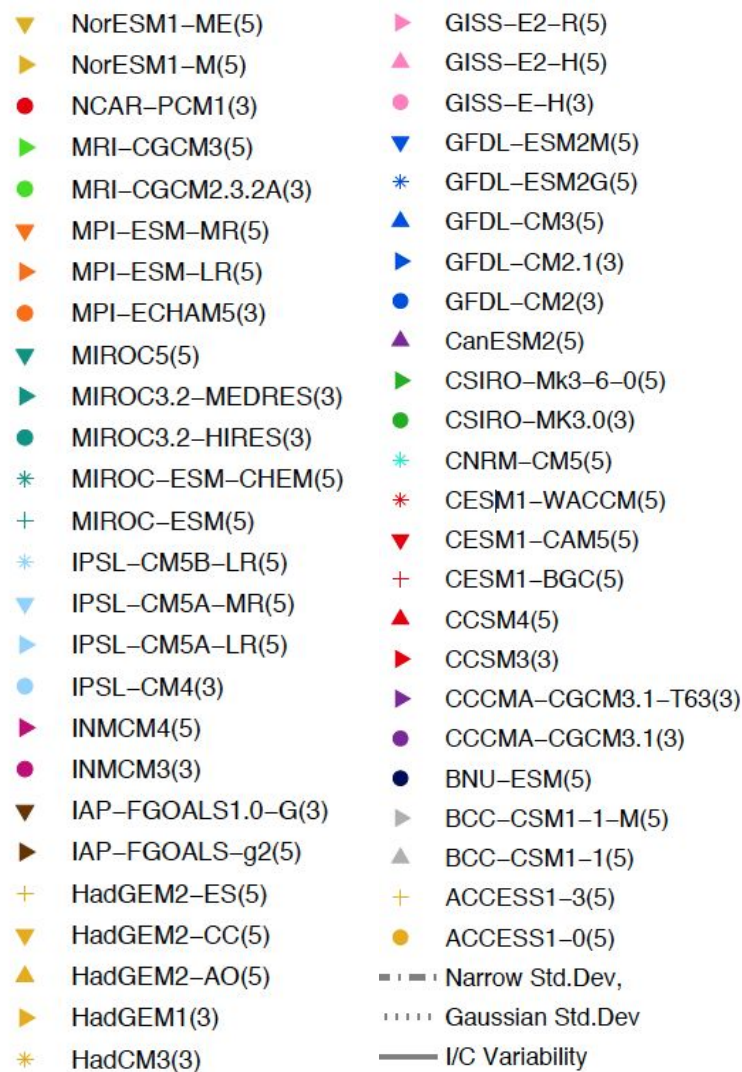 NorESM1−ME(5)
NorESM1−M(5)
NCAR−PCM1(3)
MRI−CGCM3(5)
MRI−CGCM2.3.2A(3)
MPI−ESM−MR(5)
MPI−ESM−LR(5)
MPI−ECHAM5(3)
MIROC5(5)
MIROC3.2−MEDRES(3)
MIROC3.2−HIRES(3)
MIROC−ESM−CHEM(5)
MIROC−ESM(5)
IPSL−CM5B−LR(5)
IPSL−CM5A−MR(5)
IPSL−CM5A−LR(5)
IPSL−CM4(3)
INMCM4(5)
INMCM3(3)
IAP−FGOALS1.0−G(3)
IAP−FGOALS−g2(5)
HadGEM2−ES(5)
HadGEM2−CC(5)
HadGEM2−AO(5)
HadGEM1(3)
HadCM3(3)
GISS−E2−R(5)
GISS−E2−H(5)
GISS−E−H(3)
GFDL−ESM2M(5)
GFDL−ESM2G(5)
GFDL−CM3(5)
GFDL−CM2.1(3)
GFDL−CM2(3)
CanESM2(5)
CSIRO−Mk3−6−0(5)
CSIRO−MK3.0(3)
CNRM−CM5(5)
CESM1−WACCM(5)
CESM1−CAM5(5)
CESM1−BGC(5)
CCSM4(5)
CCSM3(3)
CCCMA−CGCM3.1−T63(3)
CCCMA−CGCM3.1(3)
BNU−ESM(5)
BCC−CSM1−1−M(5)
BCC−CSM1−1(5)
ACCESS1−3(5)
ACCESS1−0(5)
Narrow Std.Dev,
Gaussian Std.Dev
I/C Variability